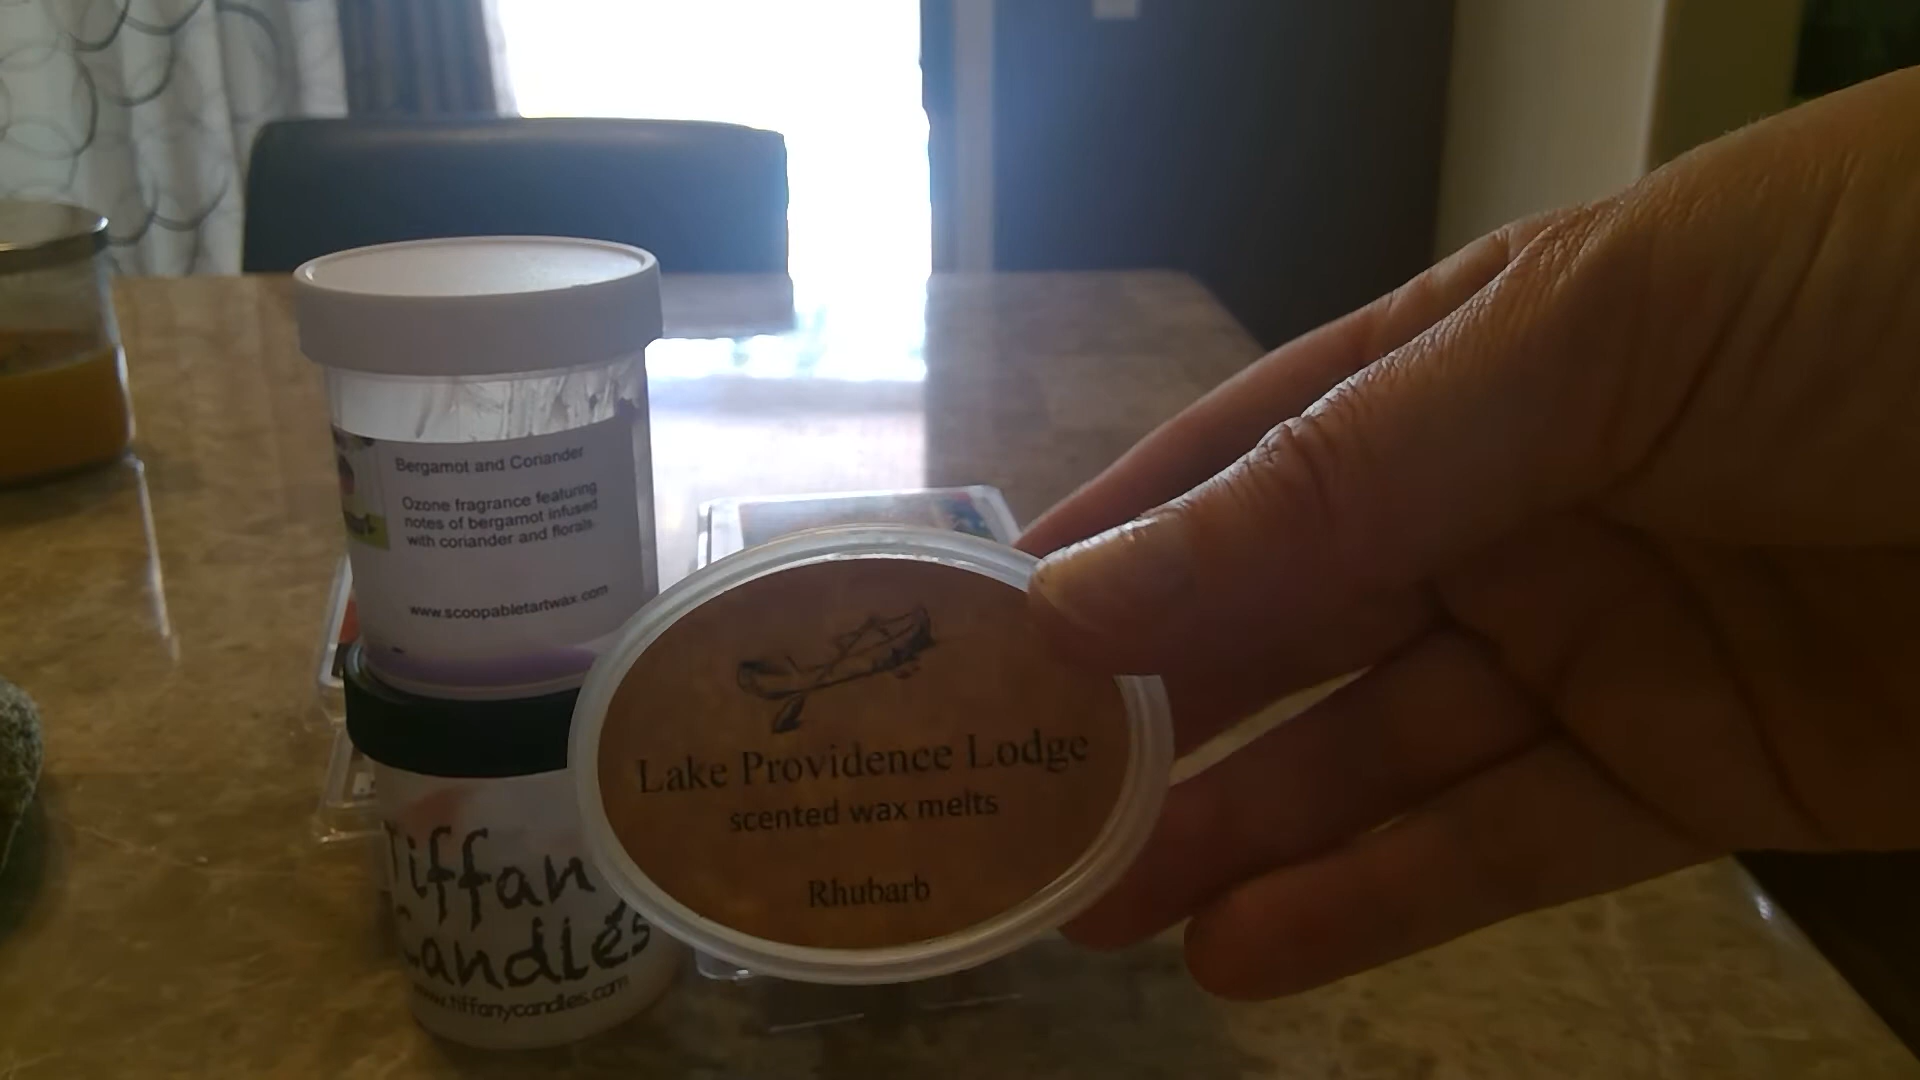 Bergamot and Coriander
Ozone fragrance featuring
notes of bergamot infused
with coriander and florals.
www.scoopabletartwax.com
Lake Providence Lodge
scented wax melts
Rhubarb
Tiffan
Candles
www.tiffanycandles.com